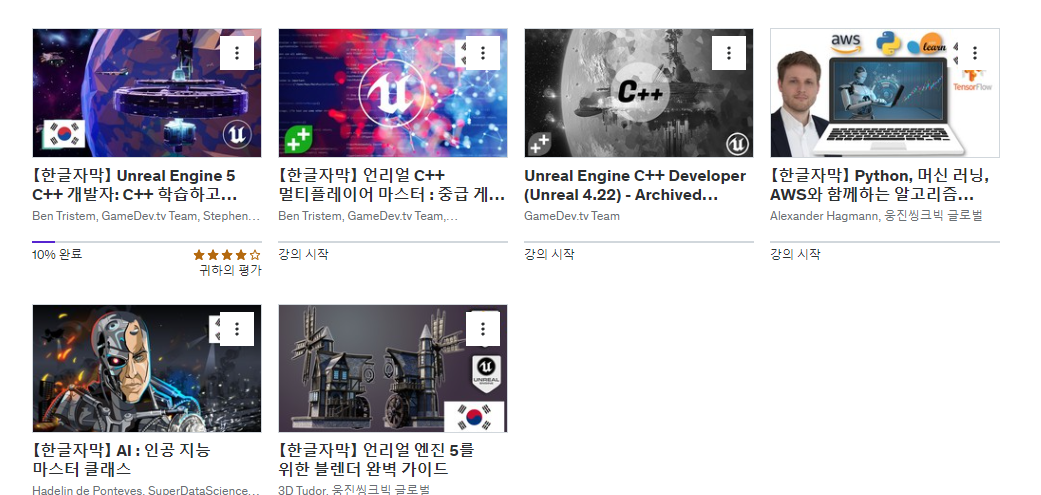 【한글자막】 Unreal Engine 5
C++ 개발자: C++ 학습하고...
Ben Tristem, GameDev.tv Team, Stephen...
10% 완료
귀하의 평가
【한글자막】 언리얼 C++
멀티플레이어 마스터 : 중급 게...
Ben Tristem, GameDev.tv Team,...
강의 시작
C++
Unreal Engine C++ Developer
(Unreal 4.22) - Archived...
GameDev.tv Team
강의 시작
aws
learn
TensorFlow
【한글자막】 Python, 머신 러닝,
AWS와 함께하는 알고리즘...
Alexander Hagmann, 웅진씽크빅 글로벌
강의 시작
【한글자막】 AI : 인공 지능
마스터 클래스
Hadelin de Ponteves, SuperDataScience...
UNREAL
【한글자막】 언리얼 엔진 5를
위한 블렌더 완벽 가이드
3D Tudor, 웅진씽크빅 글로벌